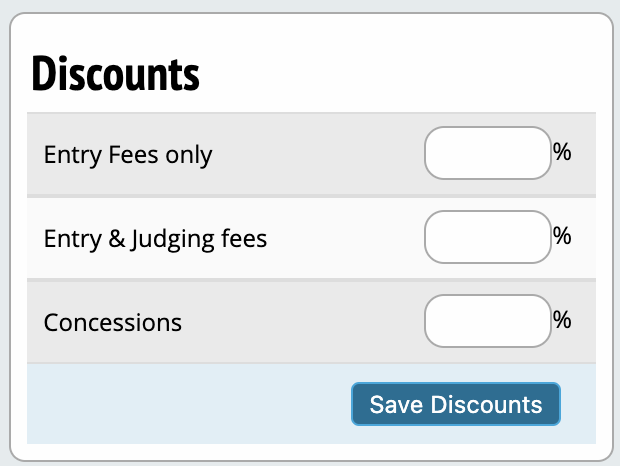 Discounts
Entry Fees only %
Entry & Judging fees %
Concessions %
Save Discounts